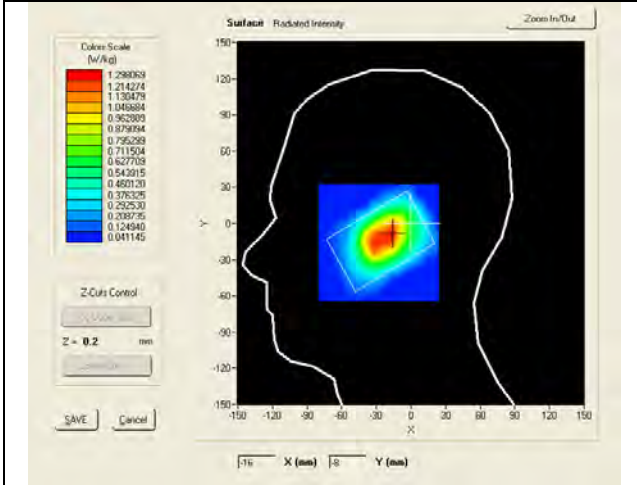 Surface Radiated Intensity
Zoom In/Out
Colors Scale
(W/kg)
1.298069
1.214274
1.130479
1.046684
0.962889
0.879094
0.795299
0.711504
0.627709
0.543915
0.460120
0.376325
0.292530
0.208735
0.124940
0.041145
150
120
90
60
30
0
-30
-60
-90
-120
-150
Y
-150 -120 -90 -60 -30 0 30 60 90 120 150
X
Z-Cuts Control
Z = 0.2 mm
SAVE Cancel
-16 X (mm) -8 Y (mm)